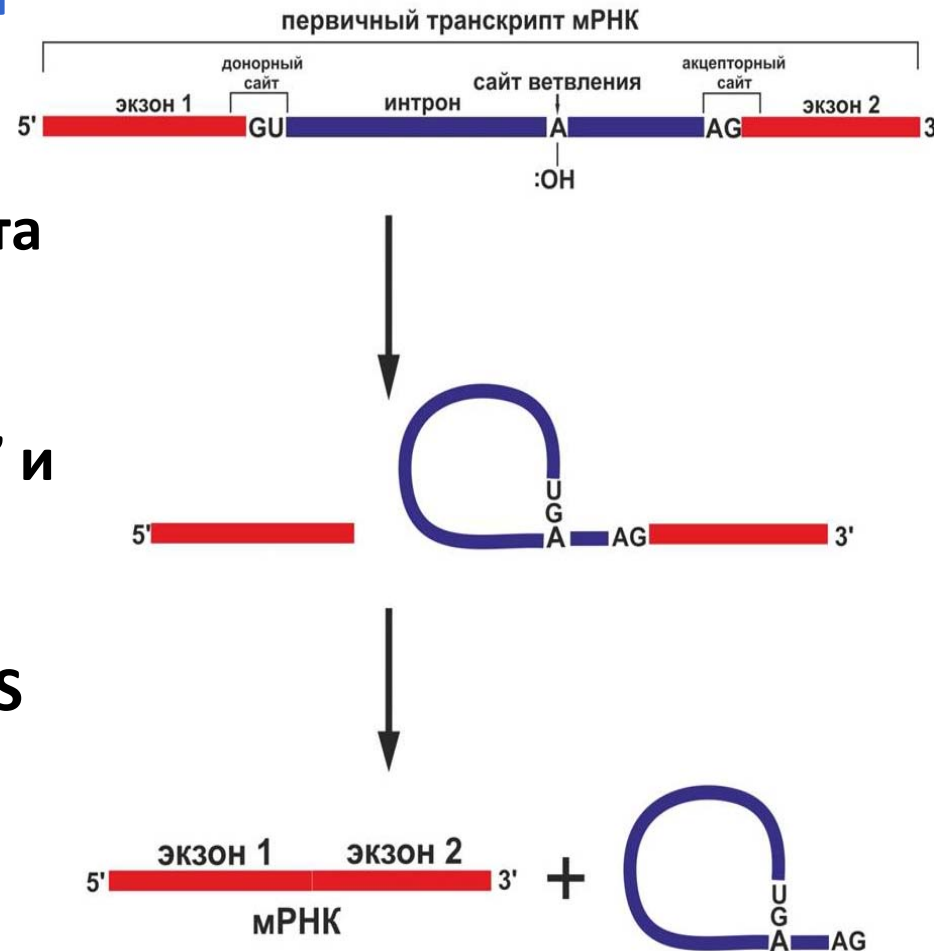 первичный транскрипт мРНК
донорный
сайт
сайт ветвления
акцепторный
сайт
экзон 1
интрон
экзон 2
5' GU A AG 3
:OH
та
’ и
U
G
5' A AG 3'
S
экзон 1 экзон 2
5' 3' +
мРНК
U
G
A AG